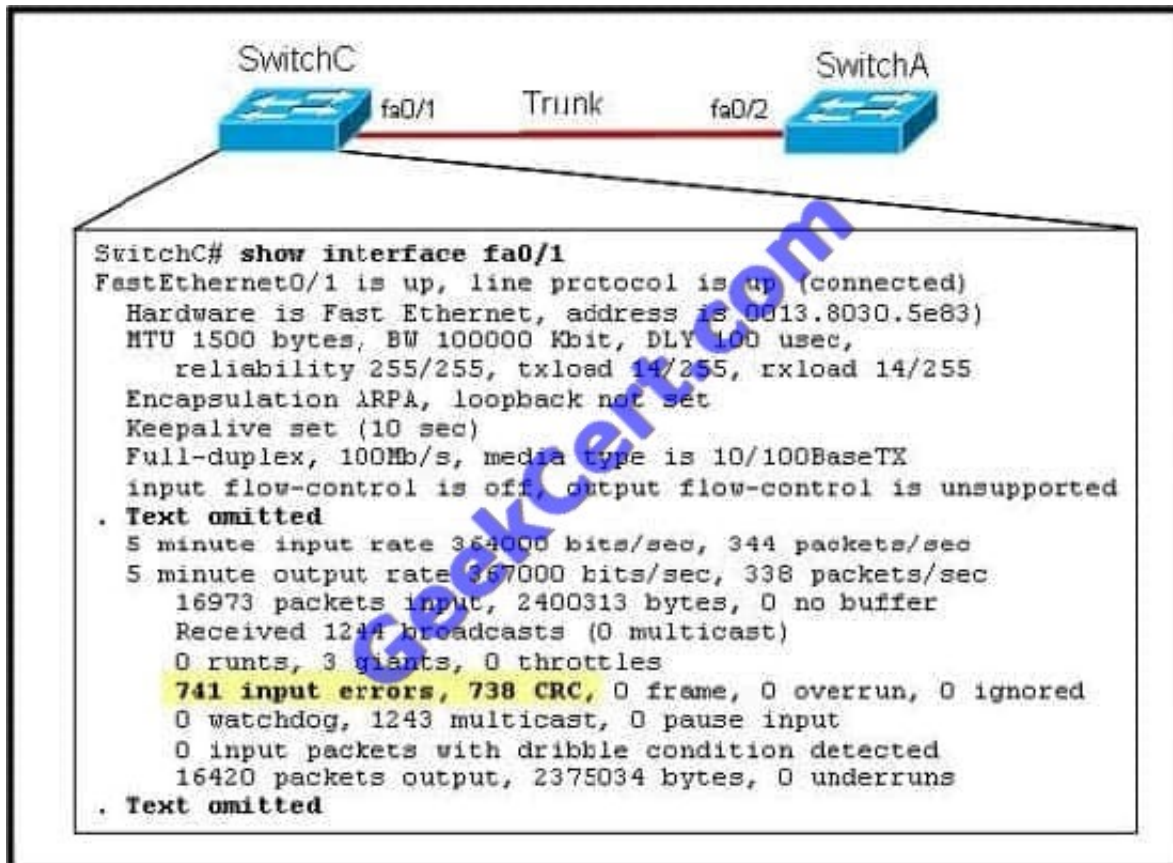 SwitchC
SwitchA
fa0/1
Trunk
fa0/2
SwitchC# show interface fa0/1
FastEthernet0/1 is up, line protocol is up (connected)
Hardware is Fast Ethernet, address is 0013.8030.5e83)
MTU 1500 bytes, BW 100000 Kbit, DLY 100 usec,
reliability 255/255, txload 14/255, rxload 14/255
Encapsulation ARPA, loopback not set
Keepalive set (10 sec)
Full-duplex, 100Mb/s, media type is 10/100BaseTX
input flow-control is off, output flow-control is unsupported
. Text omitted
5 minute input rate 364000 bits/sec, 344 packets/sec
5 minute output rate 367000 bits/sec, 338 packets/sec
16973 packets input, 2400313 bytes, 0 no buffer
Received 1244 broadcasts (0 multicast)
0 runts, 3 giants, 0 throttles
741 input errors, 738 CRC, 0 frame, 0 overrun, 0 ignored
0 watchdog, 1243 multicast, 0 pause input
0 input packets with dribble condition detected
16420 packets output, 2375034 bytes, 0 underruns
. Text omitted
GeekCert.com